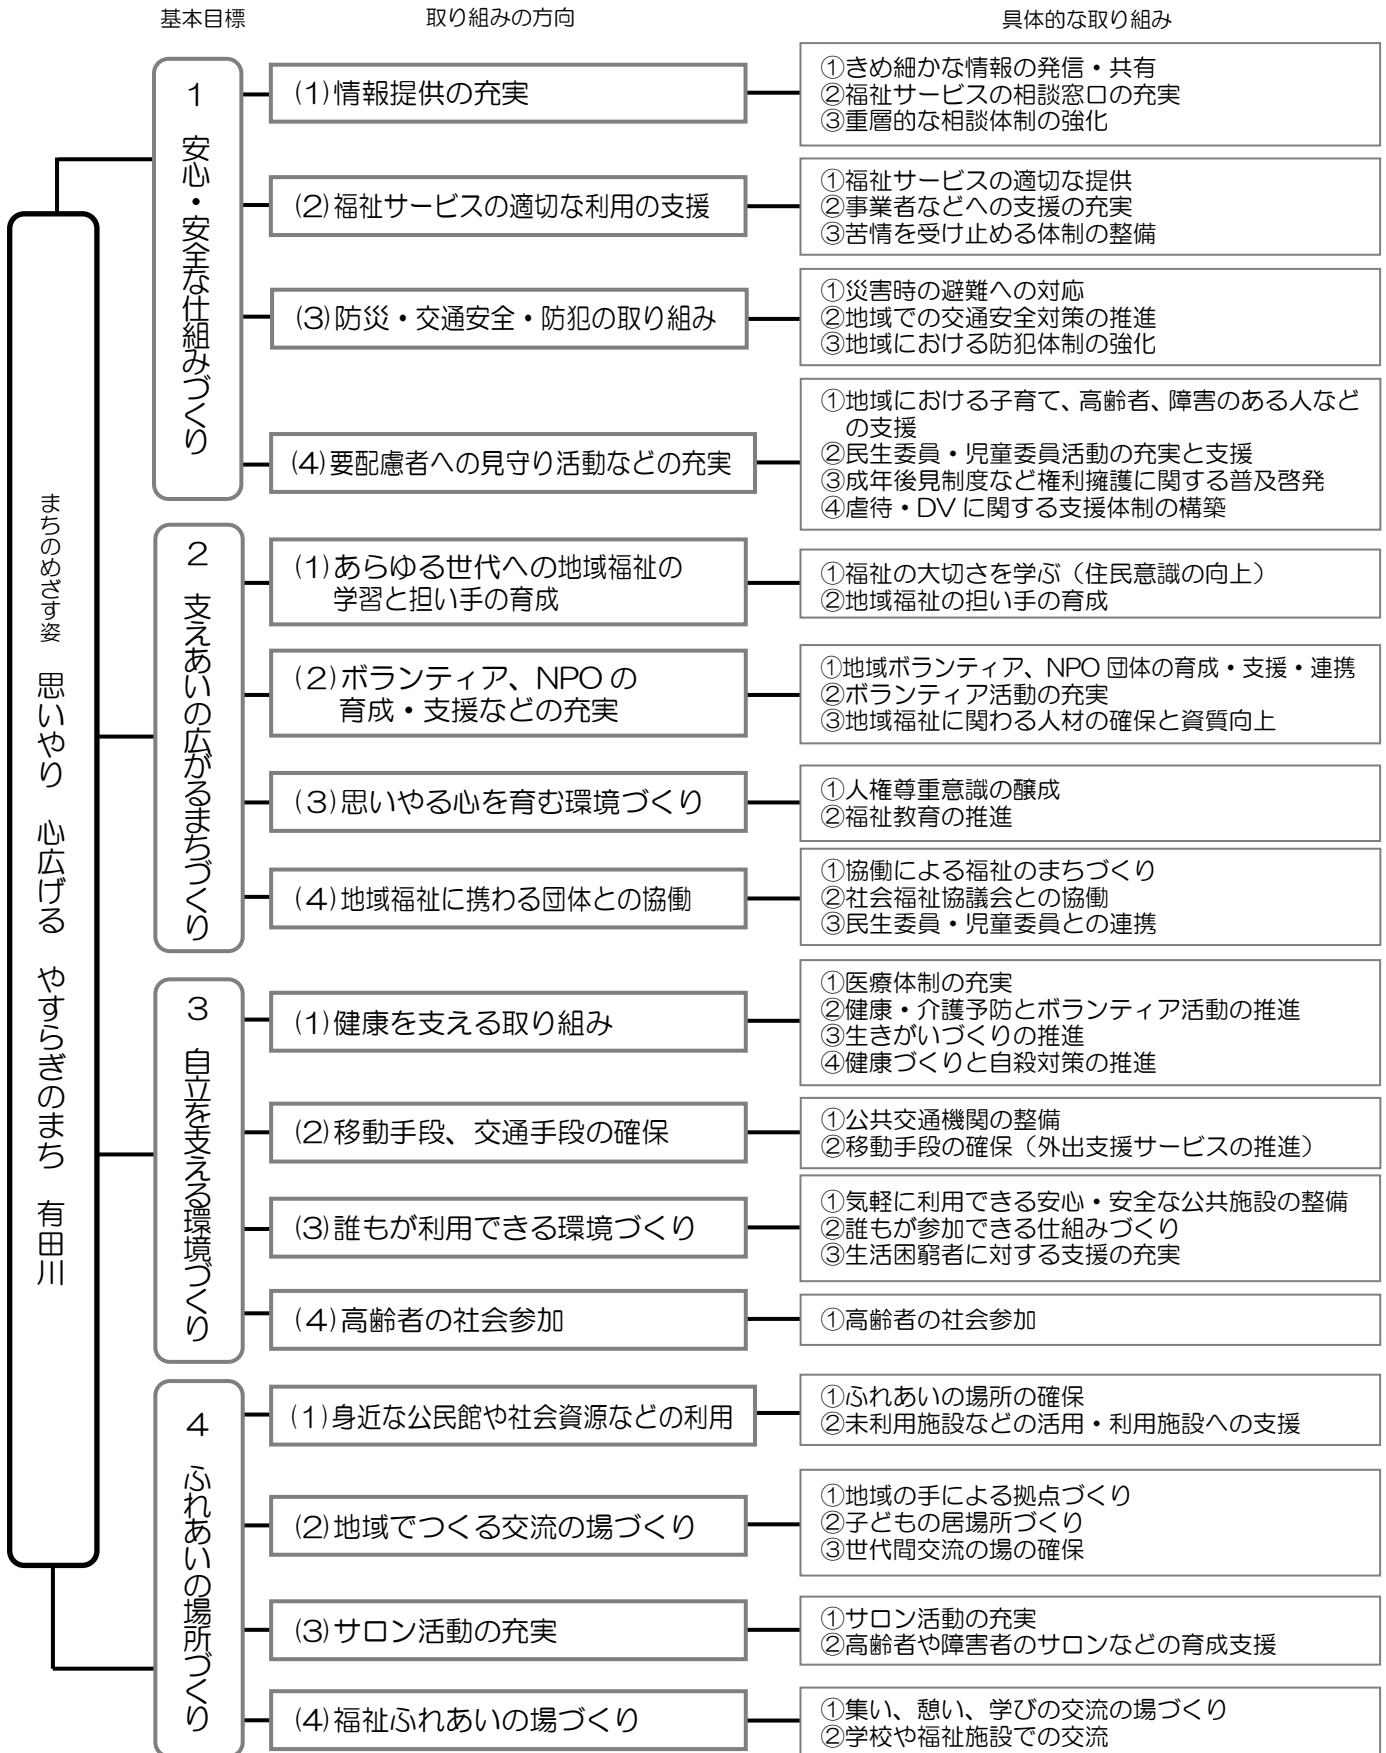 基本目標
取り組みの方向
具体的な取り組み
まちのめざす姿　思いやり　心広げる　やすらぎのまち　有田川
1　安心・安全な仕組みづくり
(1)情報提供の充実
①きめ細かな情報の発信・共有
②福祉サービスの相談窓口の充実
③重層的な相談体制の強化
(2)福祉サービスの適切な利用の支援
①福祉サービスの適切な提供
②事業者などへの支援の充実
③苦情を受け止める体制の整備
(3)防災・交通安全・防犯の取り組み
①災害時の避難への対応
②地域での交通安全対策の推進
③地域における防犯体制の強化
(4)要配慮者への見守り活動などの充実
①地域における子育て、高齢者、障害のある人など
の支援
②民生委員・児童委員活動の充実と支援
③成年後見制度など権利擁護に関する普及啓発
④虐待・DVに関する支援体制の構築
2　支えあいの広がるまちづくり
(1)あらゆる世代への地域福祉の
学習と担い手の育成
①福祉の大切さを学ぶ（住民意識の向上）
②地域福祉の担い手の育成
(2)ボランティア、NPOの
育成・支援などの充実
①地域ボランティア、NPO団体の育成・支援・連携
②ボランティア活動の充実
③地域福祉に関わる人材の確保と資質向上
(3)思いやる心を育む環境づくり
①人権尊重意識の醸成
②福祉教育の推進
(4)地域福祉に携わる団体との協働
①協働による福祉のまちづくり
②社会福祉協議会との協働
③民生委員・児童委員との連携
3　自立を支える環境づくり
(1)健康を支える取り組み
①医療体制の充実
②健康・介護予防とボランティア活動の推進
③生きがいづくりの推進
④健康づくりと自殺対策の推進
(2)移動手段、交通手段の確保
①公共交通機関の整備
②移動手段の確保（外出支援サービスの推進）
(3)誰もが利用できる環境づくり
①気軽に利用できる安心・安全な公共施設の整備
②誰もが参加できる仕組みづくり
③生活困窮者に対する支援の充実
(4)高齢者の社会参加
①高齢者の社会参加
4　ふれあいの場所づくり
(1)身近な公民館や社会資源などの利用
①ふれあいの場所の確保
②未利用施設などの活用・利用施設への支援
(2)地域でつくる交流の場づくり
①地域の手による拠点づくり
②子どもの居場所づくり
③世代間交流の場の確保
(3)サロン活動の充実
①サロン活動の充実
②高齢者や障害者のサロンなどの育成支援
(4)福祉ふれあいの場づくり
①集い、憩い、学びの交流の場づくり
②学校や福祉施設での交流